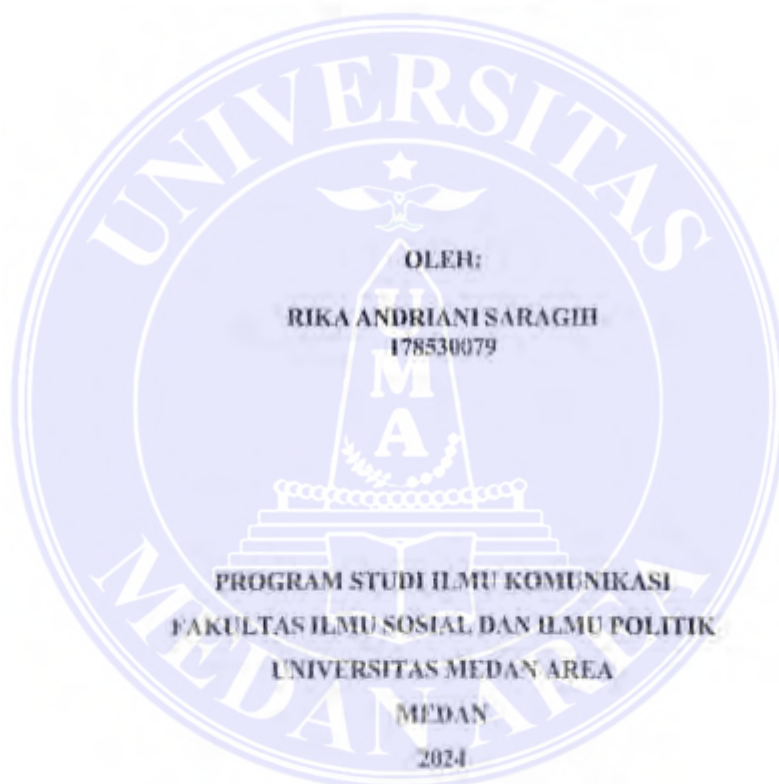 UNIVERSITAS
OLEH:
RIKA ANDRIANI SARAGIH
178530079
UMA
PROGRAM STUDI ILMU KOMUNIKASI
FAKULTAS ILMU SOSIAL DAN ILMU POLITIK
UNIVERSITAS MEDAN AREA
MEDAN
2024
MEDAN AREA